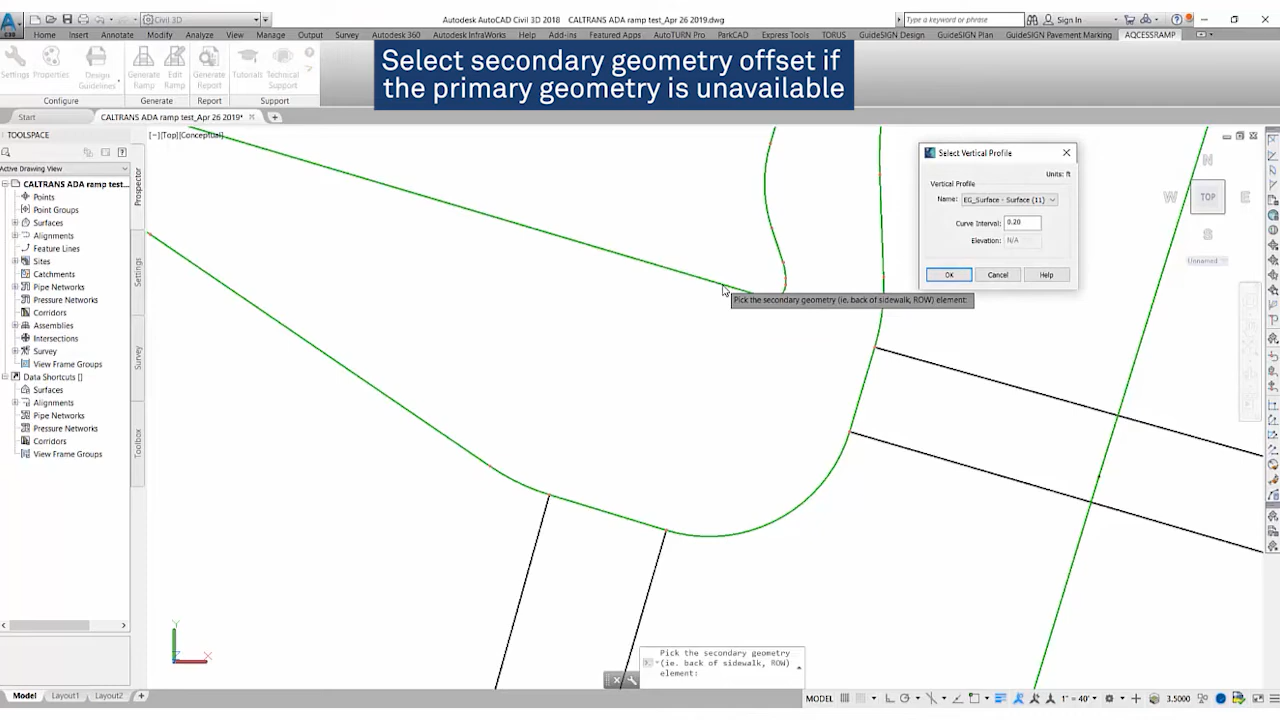 Civil 3D
Autodesk AutoCAD Civil 3D 2018 CALTRANS ADA ramp test_Apr 26 2019.dwg
Type a keyword or phrase
Sign In
Home Insert Annotate Modify Analyze View Manage Output Survey Autodesk 360 Autodesk InfraWorks Help Add-ins Featured Apps AutoTURN Pro ParkCAD Express Tools TORUS GuideSIGN Design GuideSIGN Plan GuideSIGN Pavement Marking AQCESSRAMP
Select secondary geometry offset if
the primary geometry is unavailable
Settings Properties Design Guidelines Generate Ramp Edit Ramp Generate Report Tutorials Technical Support
Configure Generate Report Support
Start CALTRANS ADA ramp test_Apr 26 2019*
TOOLSPACE
[−][Top][Conceptual]
Active Drawing View
CALTRANS ADA ramp test...
Points
Point Groups
Surfaces
Alignments
Feature Lines
Sites
Catchments
Pipe Networks
Pressure Networks
Corridors
Assemblies
Intersections
Survey
View Frame Groups
Data Shortcuts []
Surfaces
Alignments
Pipe Networks
Pressure Networks
Corridors
View Frame Groups
Prospector
Settings
Survey
Toolbox
Select Vertical Profile
Units: ft
Vertical Profile
Name: EG_Surface - Surface (11)
Curve Interval: 0.20
Elevation: N/A
OK Cancel Help
N
W TOP E
S
Unnamed
Pick the secondary geometry (ie. back of sidewalk, ROW) element:
Y
X
Pick the secondary geometry
(ie. back of sidewalk, ROW)
element:
Model Layout1 Layout2
MODEL 1" = 40' 3.5000